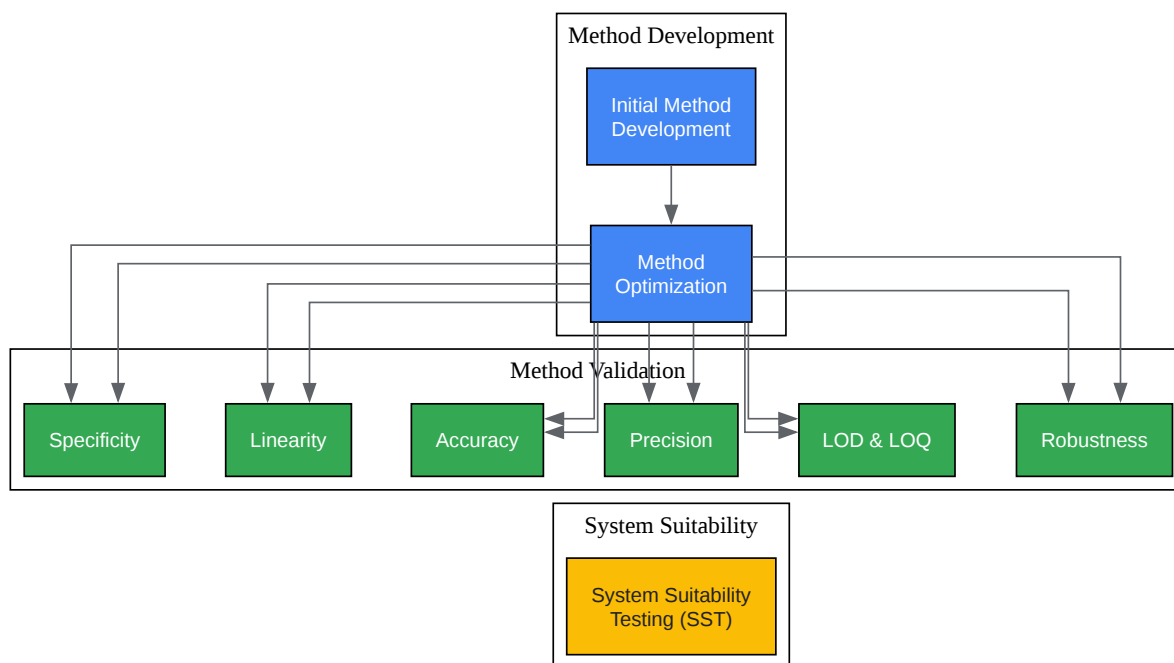 Method Development
Initial Method
Development
Method
Optimization
Method Validation
Specificity
Linearity
Accuracy
Precision
LOD & LOQ
Robustness
System Suitability
System Suitability
Testing (SST)